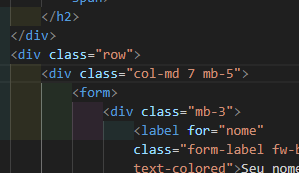 span>
</h2>
</div>
<div class="row">
<div class="col-md 7 mb-5">
<form>
<div class="mb-3">
<label for="nome"
class="form-label fw-b
text-colored">Seu nome